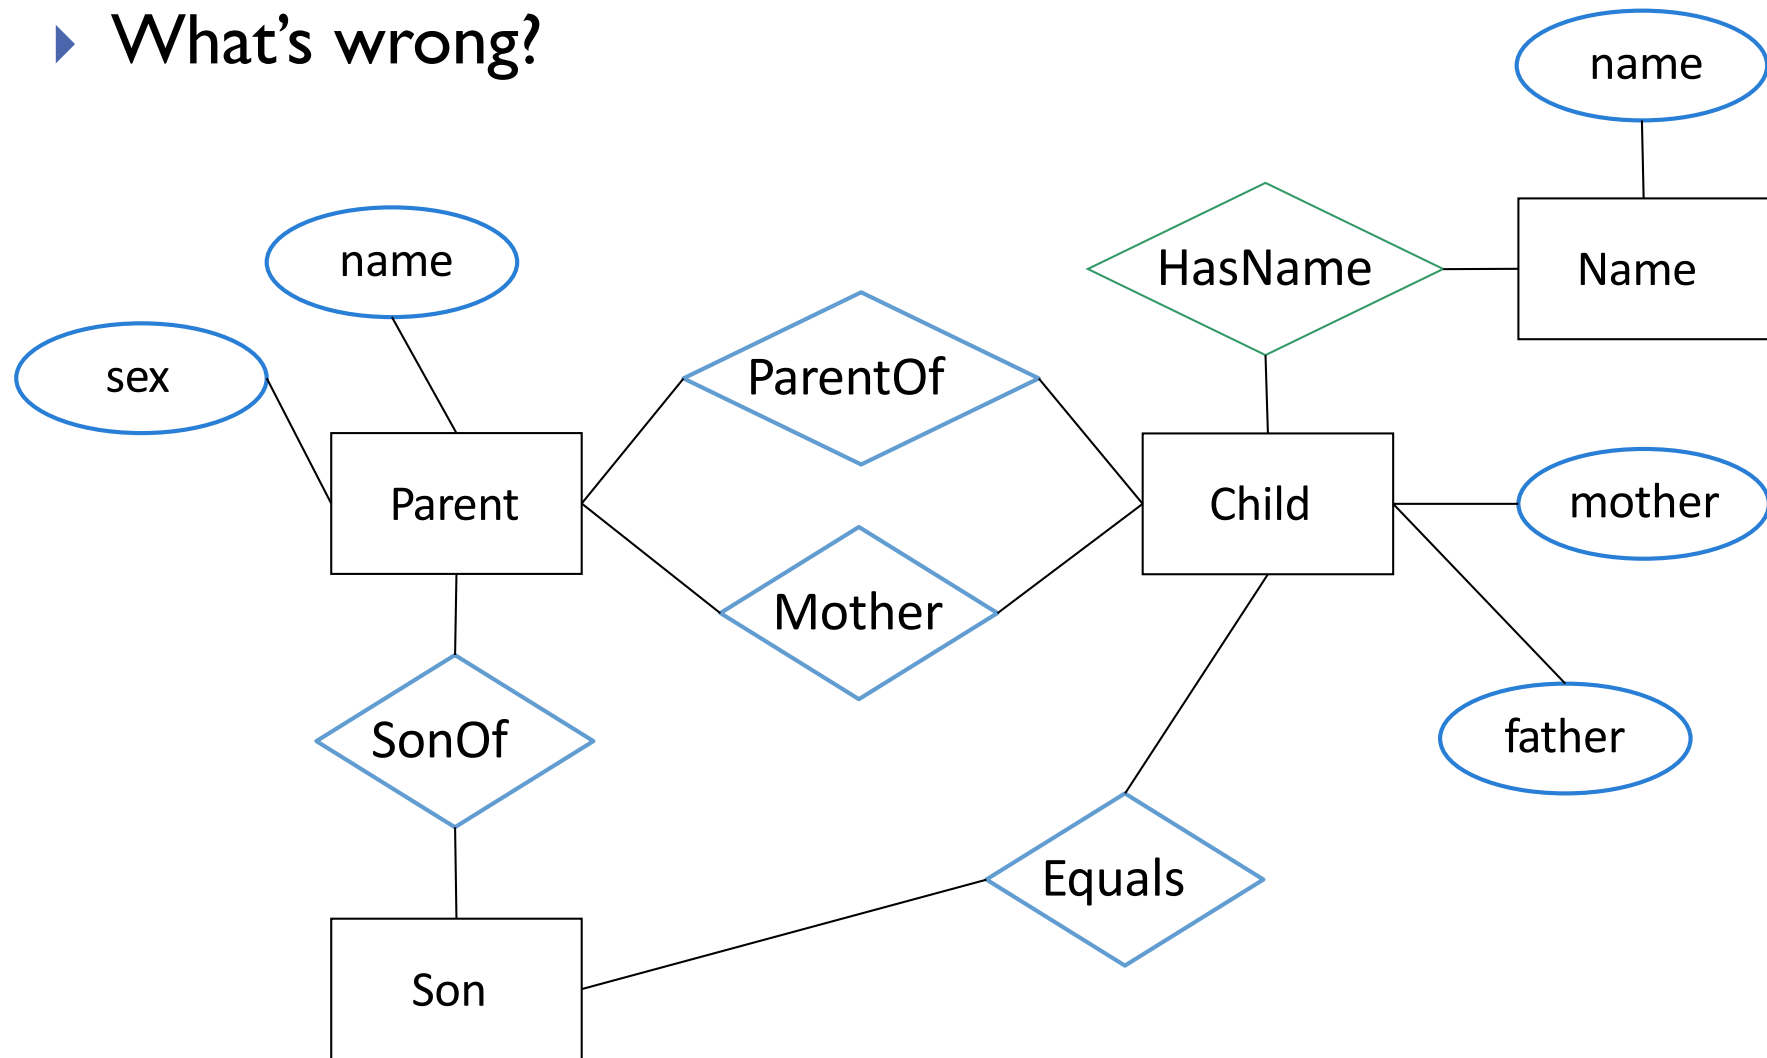 What's wrong?
name
name
HasName
Name
sex
ParentOf
Parent
Child
mother
Mother
SonOf
father
Equals
Son